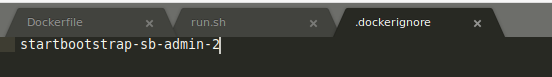 Dockerfile × run.sh × .dockerignore ×
startbootstrap-sb-admin-2